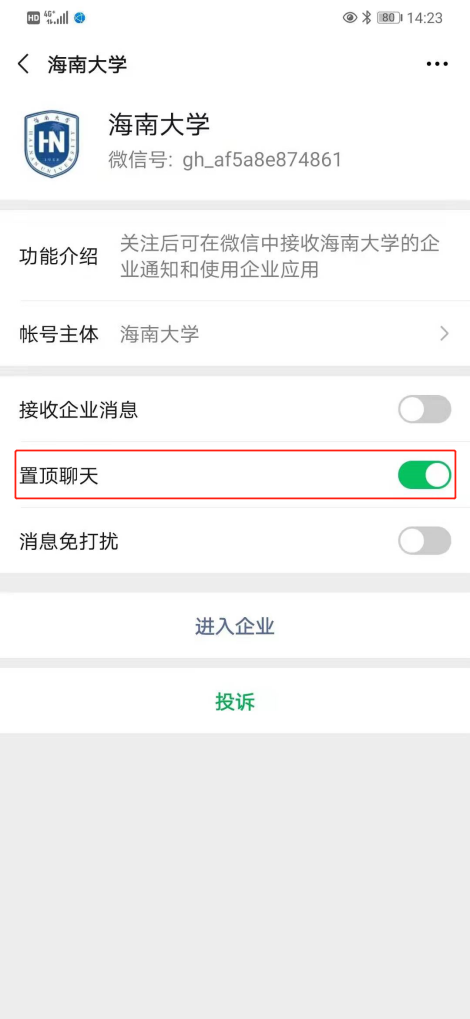 HD 4G 80 14:23
海南大学
海南大学
微信号: gh_af5a8e874861
功能介绍
关注后可在微信中接收海南大学的企
业通知和使用企业应用
帐号主体 海南大学
接收企业消息
置顶聊天
消息免打扰
进入企业
投诉